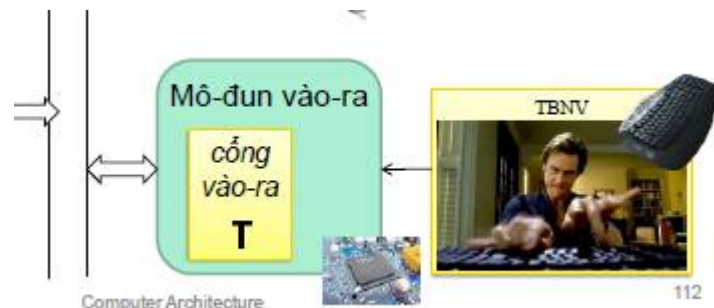 Mô-đun vào-ra
TBNV
cổng
vào-ra
T
Computer Architecture
112